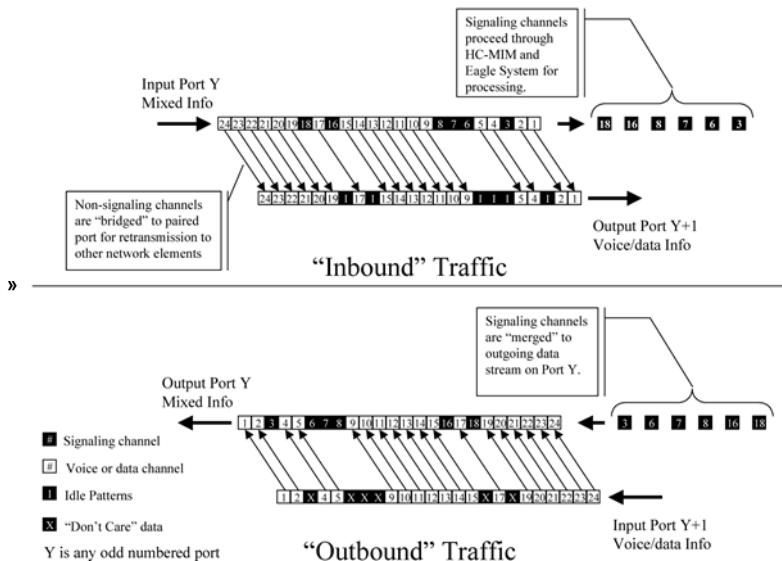 Signaling channels
proceed through
HC-MIM and
Eagle System for
processing.
Input Port Y
Mixed Info
24 23 22 21 20 19 18 17 16 15 14 13 12 11 10 9 8 7 6 5 4 3 2 1
18 16 8 7 6 3
24 23 22 21 20 19 I 17 I 15 14 13 12 11 10 9 I I I 5 4 I 2 1
Non-signaling channels
are “bridged” to paired
port for retransmission to
other network elements
Output Port Y+1
Voice/data Info
“Inbound” Traffic
»
Signaling channels
are “merged” to
outgoing data
stream on Port Y.
Output Port Y
Mixed Info
1 2 3 4 5 6 7 8 9 10 11 12 13 14 15 16 17 18 19 20 21 22 23 24
3 6 7 8 16 18
# Signaling channel
# Voice or data channel
I Idle Patterns
X “Don’t Care” data
Y is any odd numbered port
1 2 X 4 5 X X X 9 10 11 12 13 14 15 X 17 X 19 20 21 22 23 24
Input Port Y+1
Voice/data Info
“Outbound” Traffic